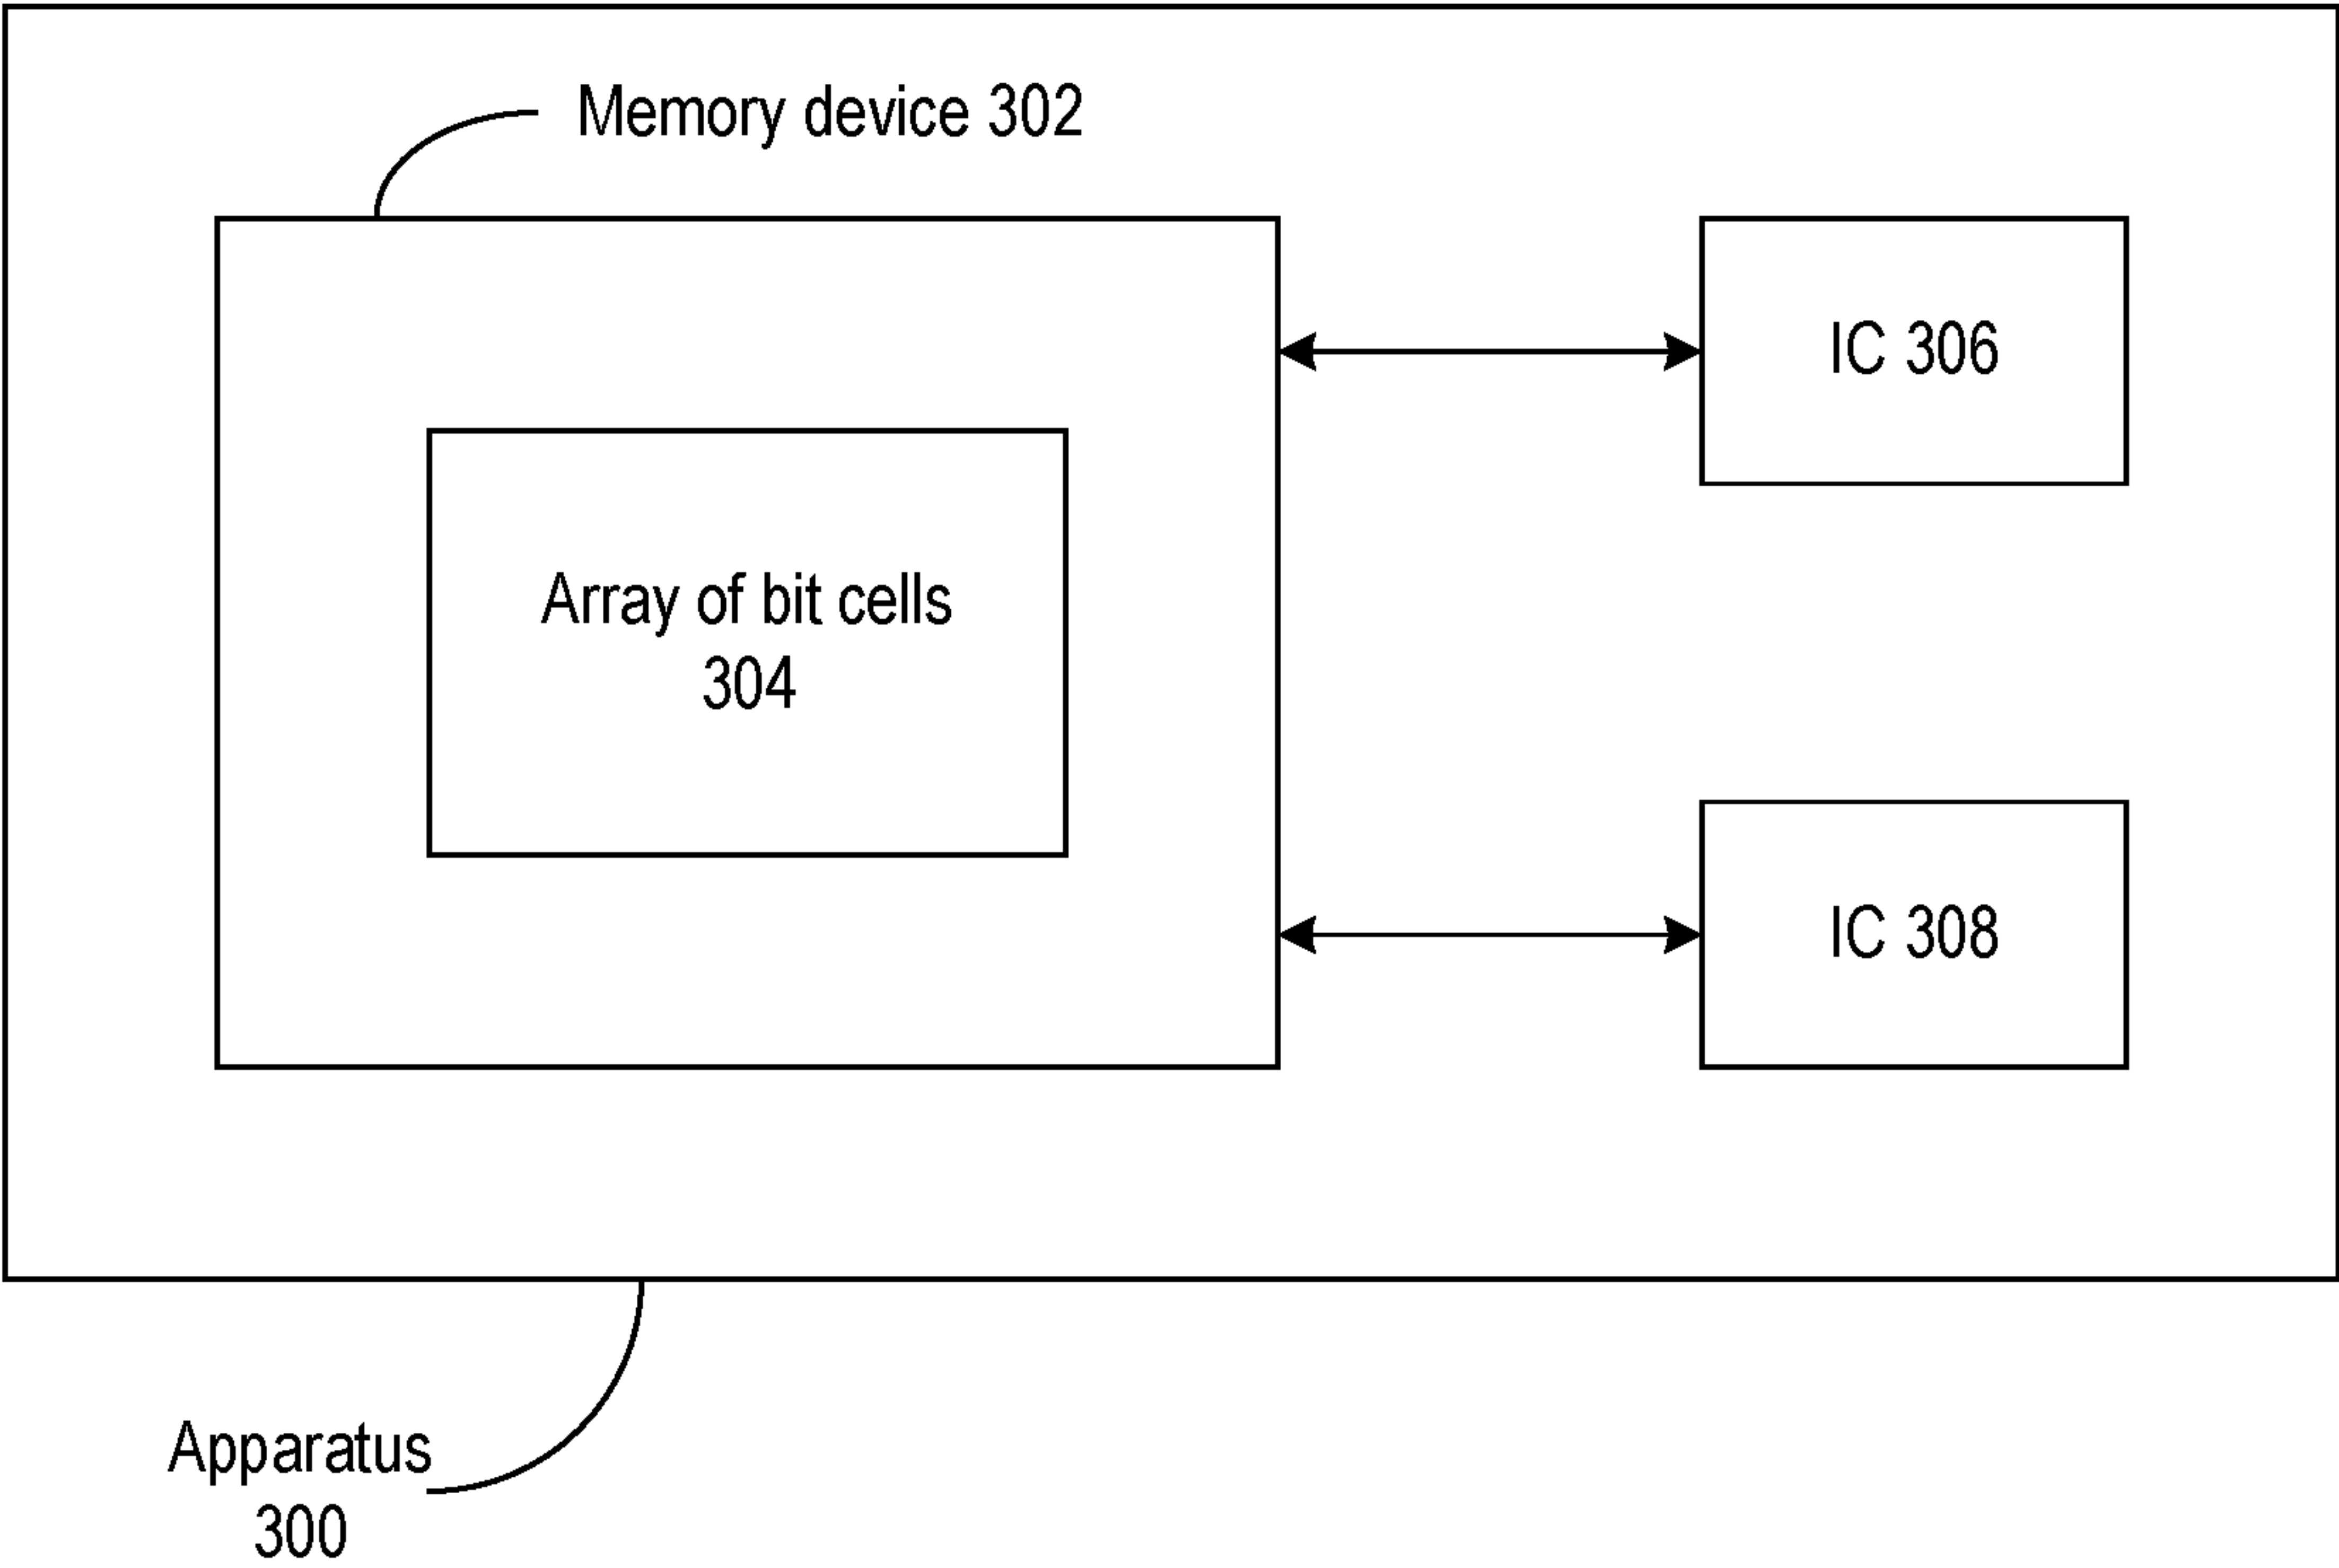 Memory device 302
IC 306
Array of bit cells
304
IC 308
Apparatus
300